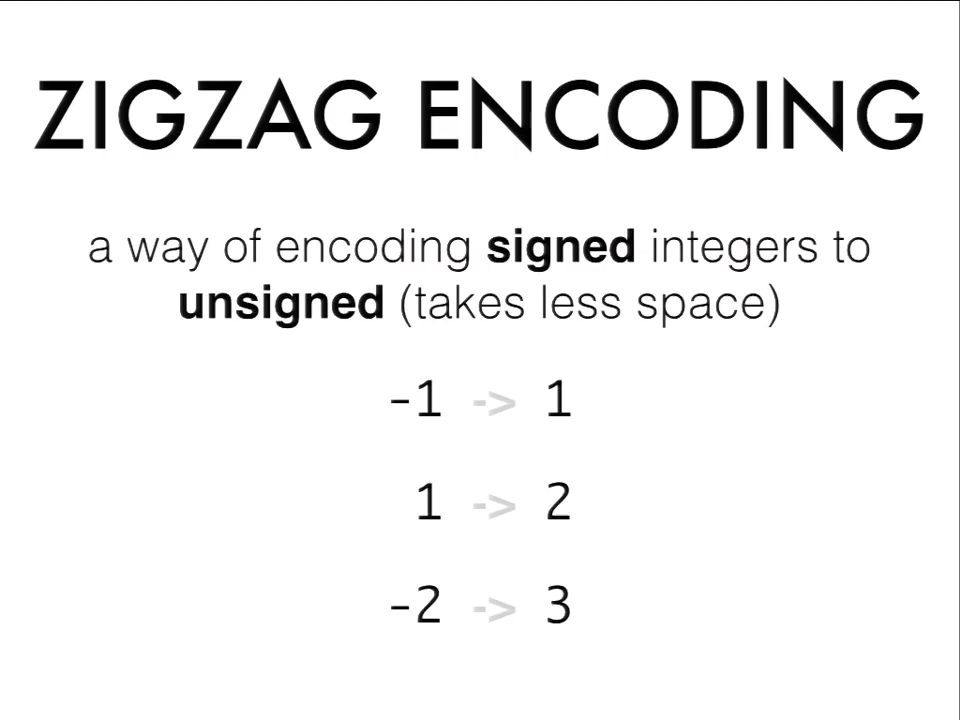 ZIGZAG ENCODING
a way of encoding signed integers to
unsigned (takes less space)
-1 -> 1
1 -> 2
-2 -> 3